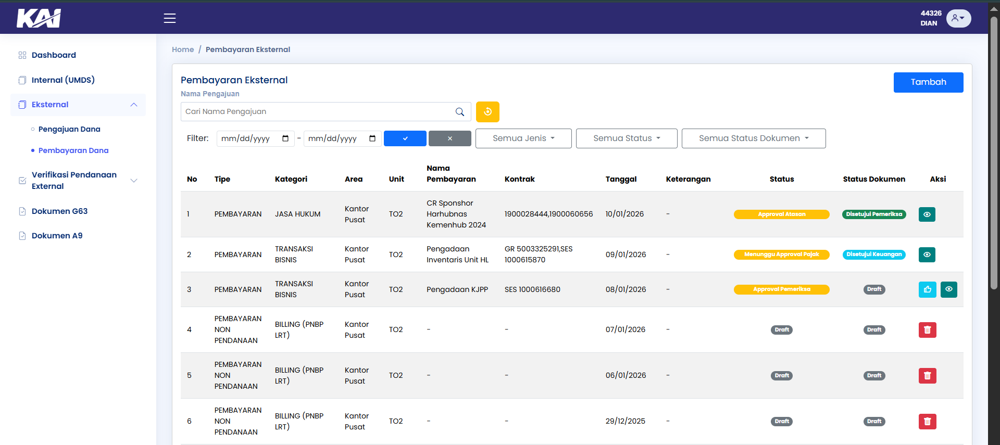 KAI
44326
DIAN
Dashboard
Internal (UMDS)
Eksternal
Pengajuan Dana
Pembayaran Dana
Verifikasi Pendanaan
External
Dokumen G63
Dokumen A9
Home / Pembayaran Eksternal
Pembayaran Eksternal
Tambah
Nama Pengajuan
Cari Nama Pengajuan
Filter: mm/dd/yyyy - mm/dd/yyyy Semua Jenis Semua Status Semua Status Dokumen
No Tipe Kategori Area Unit Nama Pembayaran Kontrak Tanggal Keterangan Status Status Dokumen Aksi
1 PEMBAYARAN JASA HUKUM Kantor Pusat TO2 CR Sponshor Harhubnas Kemenhub 2024 1900028444,1900060656 10/01/2026 - Approval Atasan Disetujui Pemeriksa
2 PEMBAYARAN TRANSAKSI BISNIS Kantor Pusat TO2 Pengadaan Inventaris Unit HL GR 5003325291,SES 1000615870 09/01/2026 - Menunggu Approval Pajak Disetujui Keuangan
3 PEMBAYARAN TRANSAKSI BISNIS Kantor Pusat TO2 Pengadaan KJPP SES 1000616680 08/01/2026 - Approval Pemeriksa Draft
4 PEMBAYARAN NON PENDANAAN BILLING (PNBP LRT) Kantor Pusat TO2 - - 07/01/2026 - Draft Draft
5 PEMBAYARAN NON PENDANAAN BILLING (PNBP LRT) Kantor Pusat TO2 - - 06/01/2026 - Draft Draft
6 PEMBAYARAN NON PENDANAAN BILLING (PNBP LRT) Kantor Pusat TO2 - - 29/12/2025 - Draft Draft